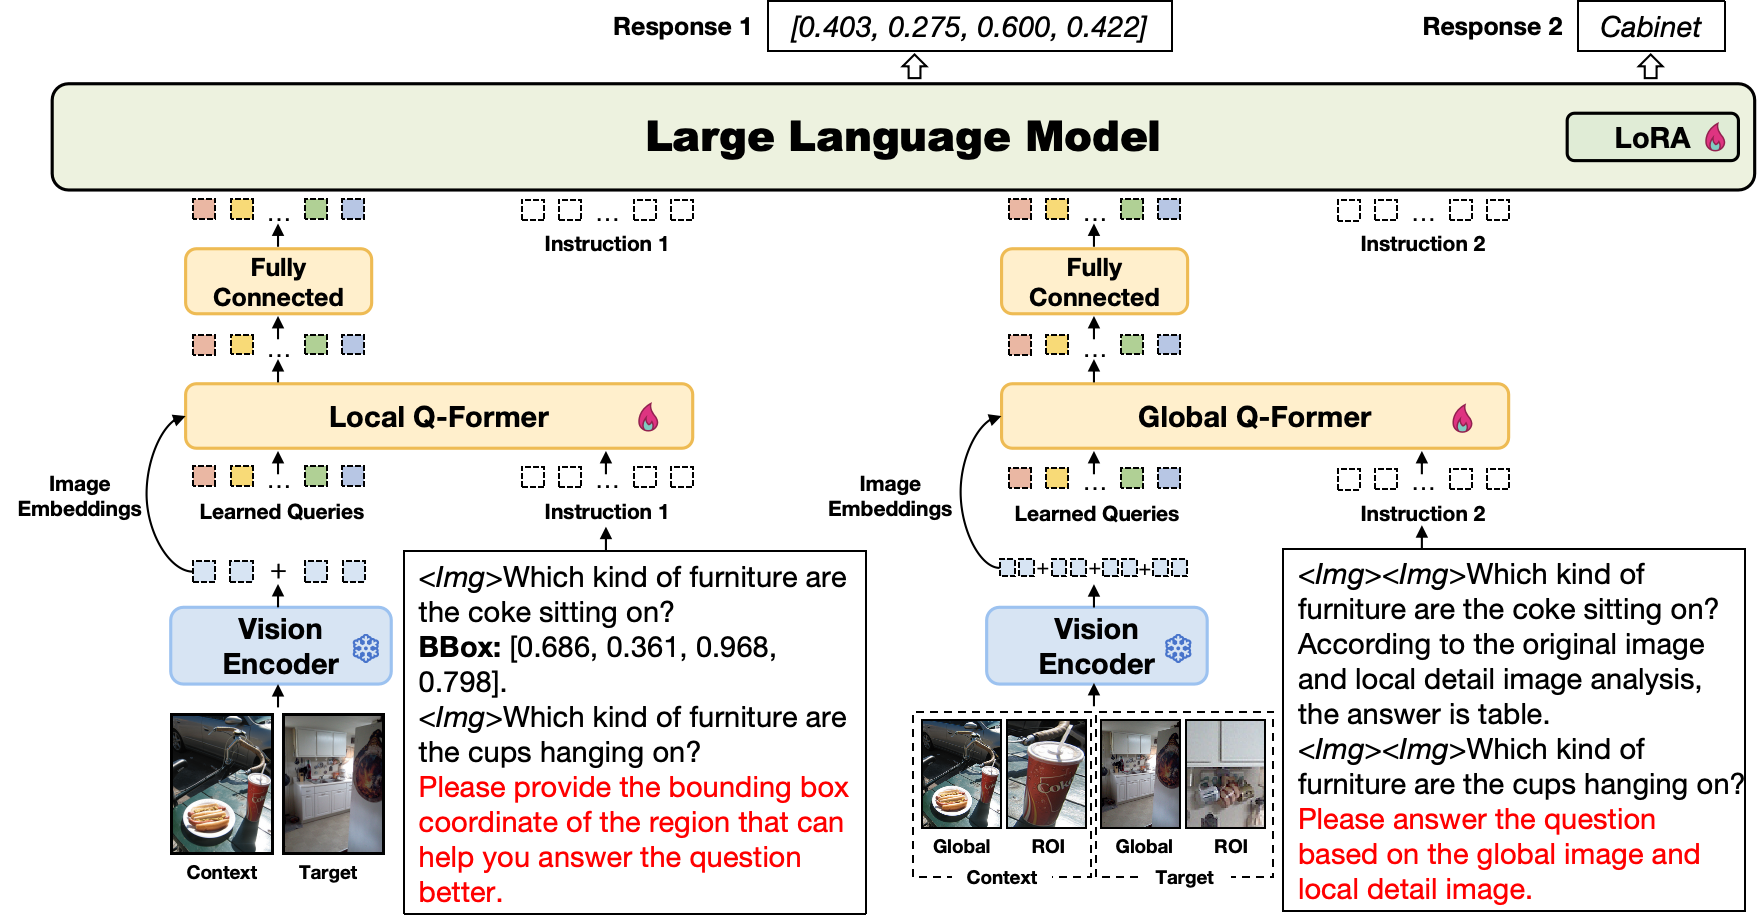 Response 1
[0.403, 0.275, 0.600, 0.422]
Response 2
Cabinet
Large Language Model
LoRA
...
...
Instruction 1
...
...
Instruction 2
Fully
Connected
Fully
Connected
...
...
Local Q-Former
Global Q-Former
Image
Embeddings
...
Learned Queries
...
Instruction 1
Image
Embeddings
...
Learned Queries
...
Instruction 2
+
+ + +
Vision
Encoder
Context
Target
<Img>Which kind of furniture are
the coke sitting on?
BBox: [0.686, 0.361, 0.968,
0.798].
<Img>Which kind of furniture are
the cups hanging on?
Please provide the bounding box
coordinate of the region that can
help you answer the question
better.
Vision
Encoder
Coke
Global
ROI
Global
ROI
Context
Target
<Img><Img>Which kind of
furniture are the coke sitting on?
According to the original image
and local detail image analysis,
the answer is table.
<Img><Img>Which kind of
furniture are the cups hanging on?
Please answer the question
based on the global image and
local detail image.